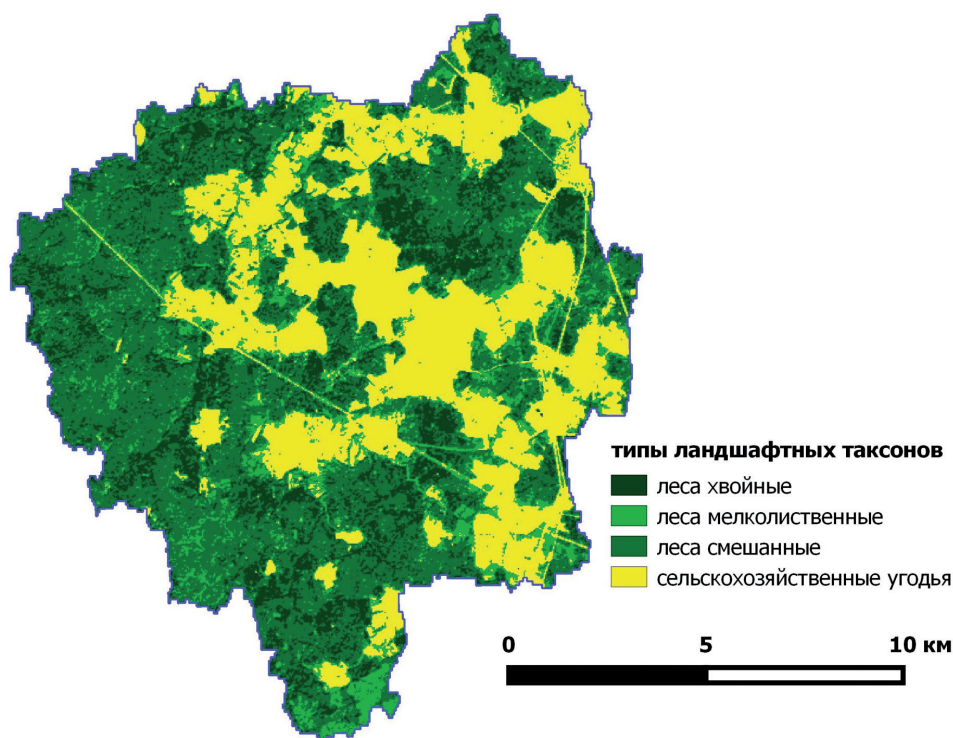 типы ландшафтных таксонов
леса хвойные
леса мелколиственные
леса смешанные
сельскохозяйственные угодья
0 5 10 км